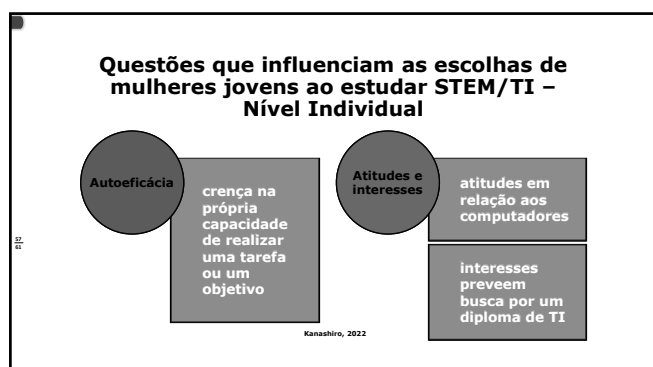 Questões que influenciam as escolhas de
mulheres jovens ao estudar STEM/TI –
Nível Individual
Autoeficácia
crença na
própria
capacidade
de realizar
uma tarefa
ou um
objetivo
Atitudes e
interesses
atitudes em
relação aos
computadores
interesses
preveem
busca por um
diploma de TI
57
61
Kanashiro, 2022